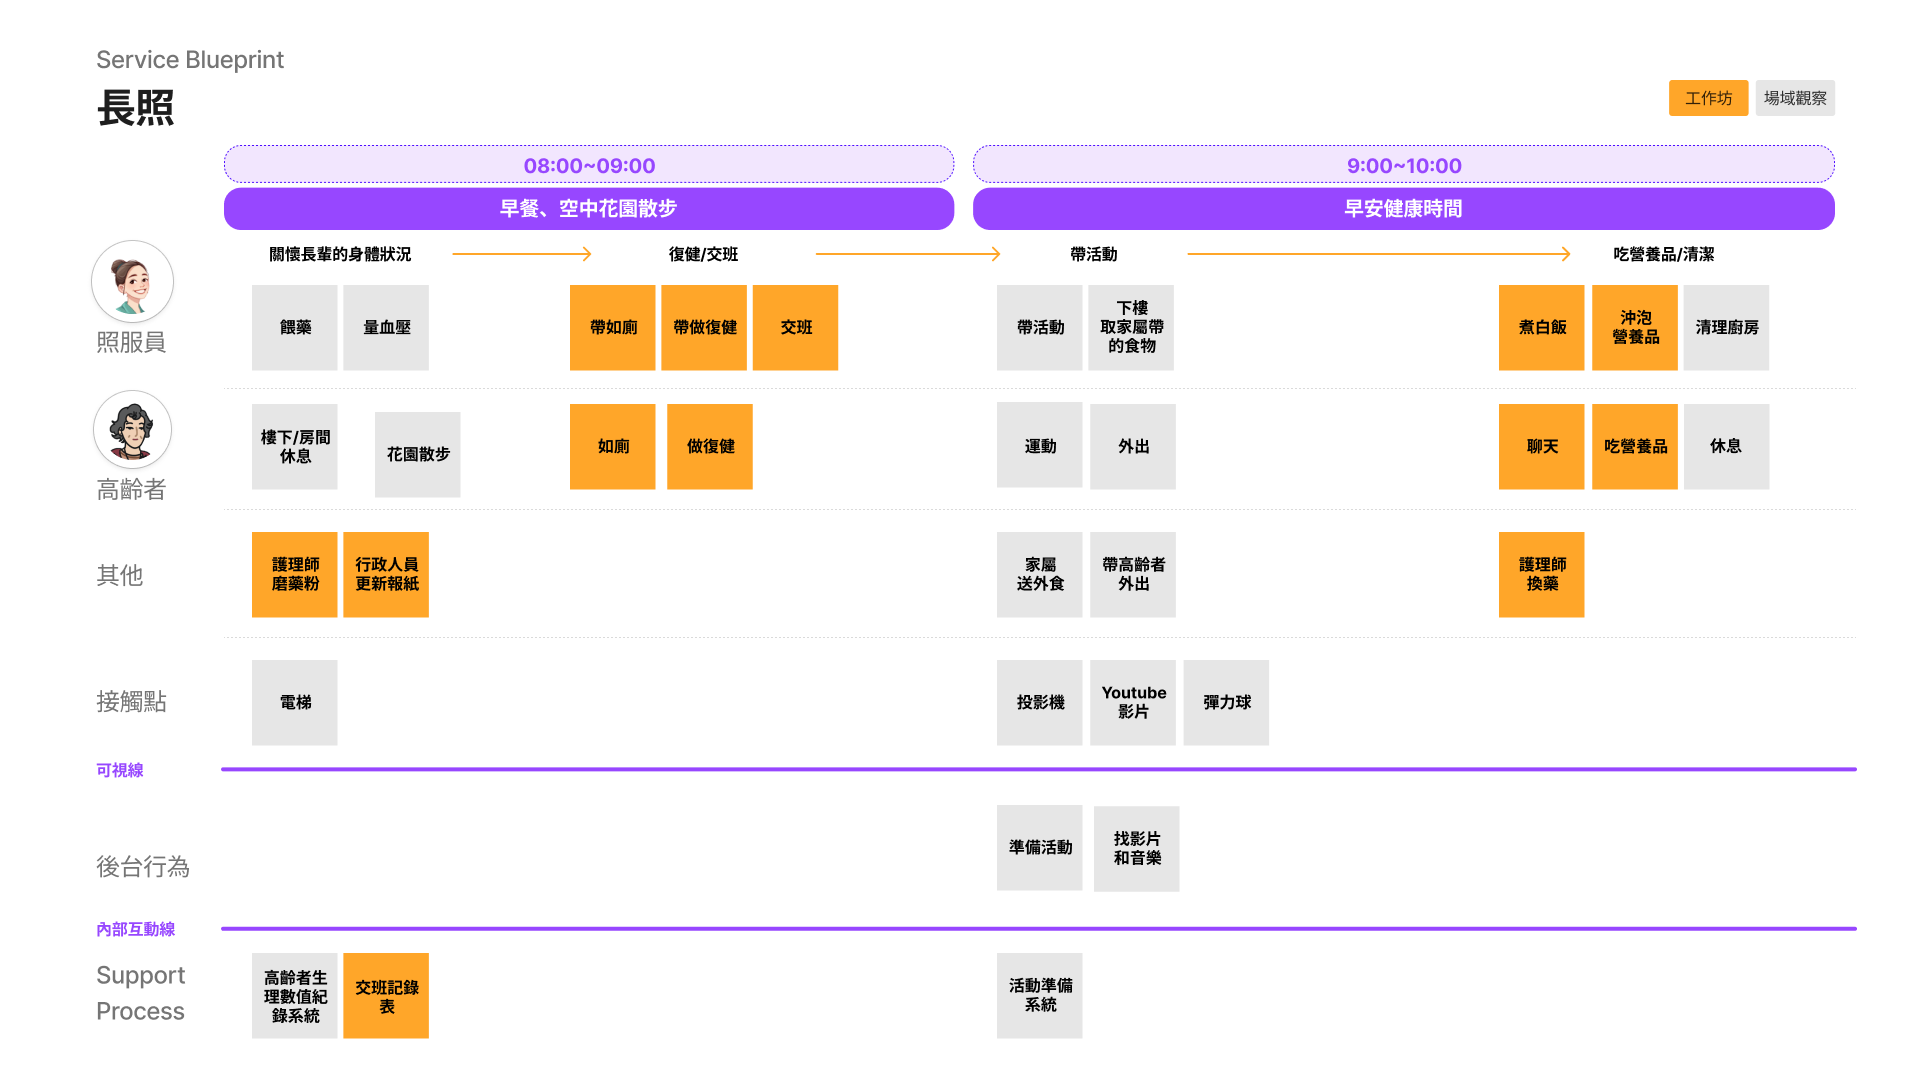 Service Blueprint
長照
工作坊
場域觀察
08:00~09:00
9:00~10:00
早餐、空中花園散步
早安健康時間
關懷長輩的身體狀況
復健/交班
帶活動
吃營養品/清潔
照服員
餵藥
量血壓
帶如廁
帶做復健
交班
帶活動
下樓
取家屬帶
的食物
煮白飯
沖泡
營養品
清理廚房
高齡者
樓下/房間
休息
花園散步
如廁
做復健
運動
外出
聊天
吃營養品
休息
其他
護理師
磨藥粉
行政人員
更新報紙
家屬
送外食
帶高齡者
外出
護理師
換藥
接觸點
電梯
投影機
Youtube
影片
彈力球
可視線
後台行為
準備活動
找影片
和音樂
內部互動線
Support
Process
高齡者生
理數值紀
錄系統
交班記錄
表
活動準備
系統